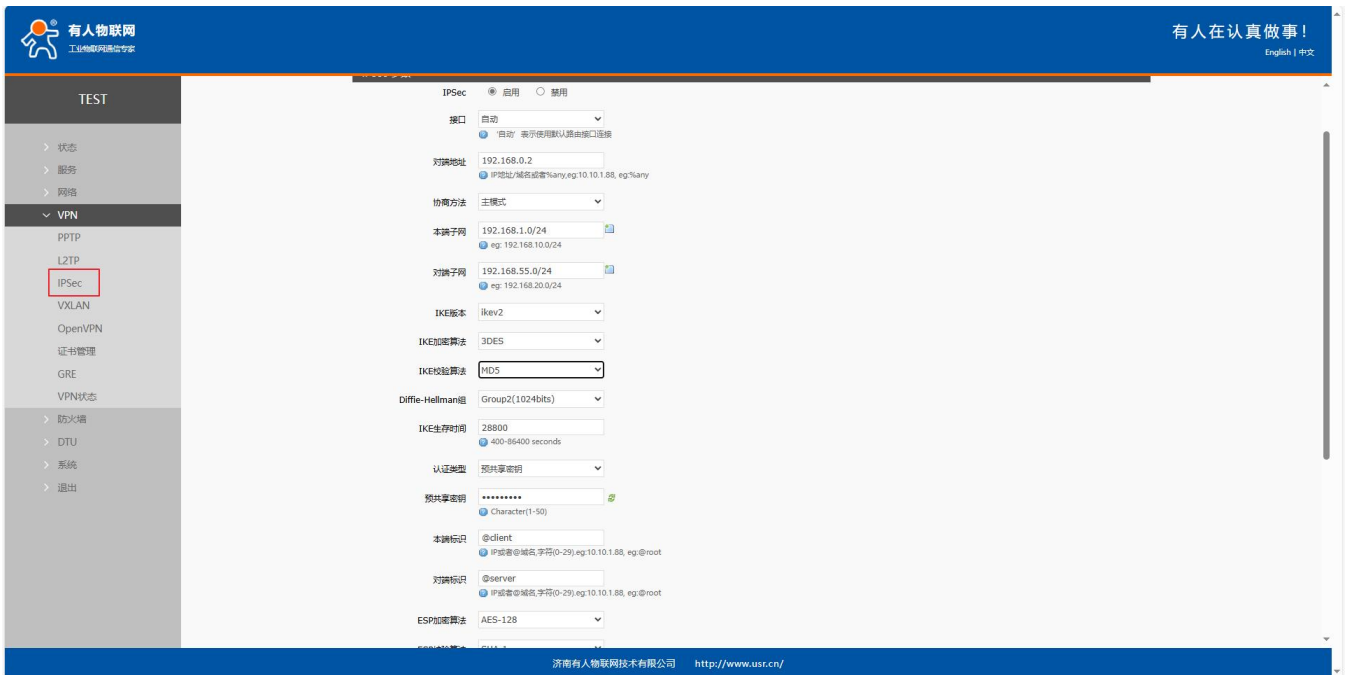 有人物联网
工业物联网通信专家
有人在认真做事！
English | 中文
TEST
状态
服务
网络
VPN
PPTP
L2TP
IPSec
VXLAN
OpenVPN
证书管理
GRE
VPN状态
防火墙
DTU
系统
退出
IPSec 启用 禁用
接口 自动
‘自动’ 表示使用默认路由接口连接
对端地址 192.168.0.2
IP地址/域名或者%any,eg:10.10.1.88, eg:%any
协商方法 主模式
本端子网 192.168.1.0/24
eg: 192.168.10.0/24
对端子网 192.168.55.0/24
eg: 192.168.20.0/24
IKE版本 ikev2
IKE加密算法 3DES
IKE校验算法 MD5
Diffie-Hellman组 Group2(1024bits)
IKE生存时间 28800
400-86400 seconds
认证类型 预共享密钥
预共享密钥 •••••••••
Character(1-50)
本端标识 @client
IP或者@域名,字符(0-29).eg:10.10.1.88, eg:@root
对端标识 @server
IP或者@域名,字符(0-29).eg:10.10.1.88, eg:@root
ESP加密算法 AES-128
济南有人物联网技术有限公司 http://www.usr.cn/